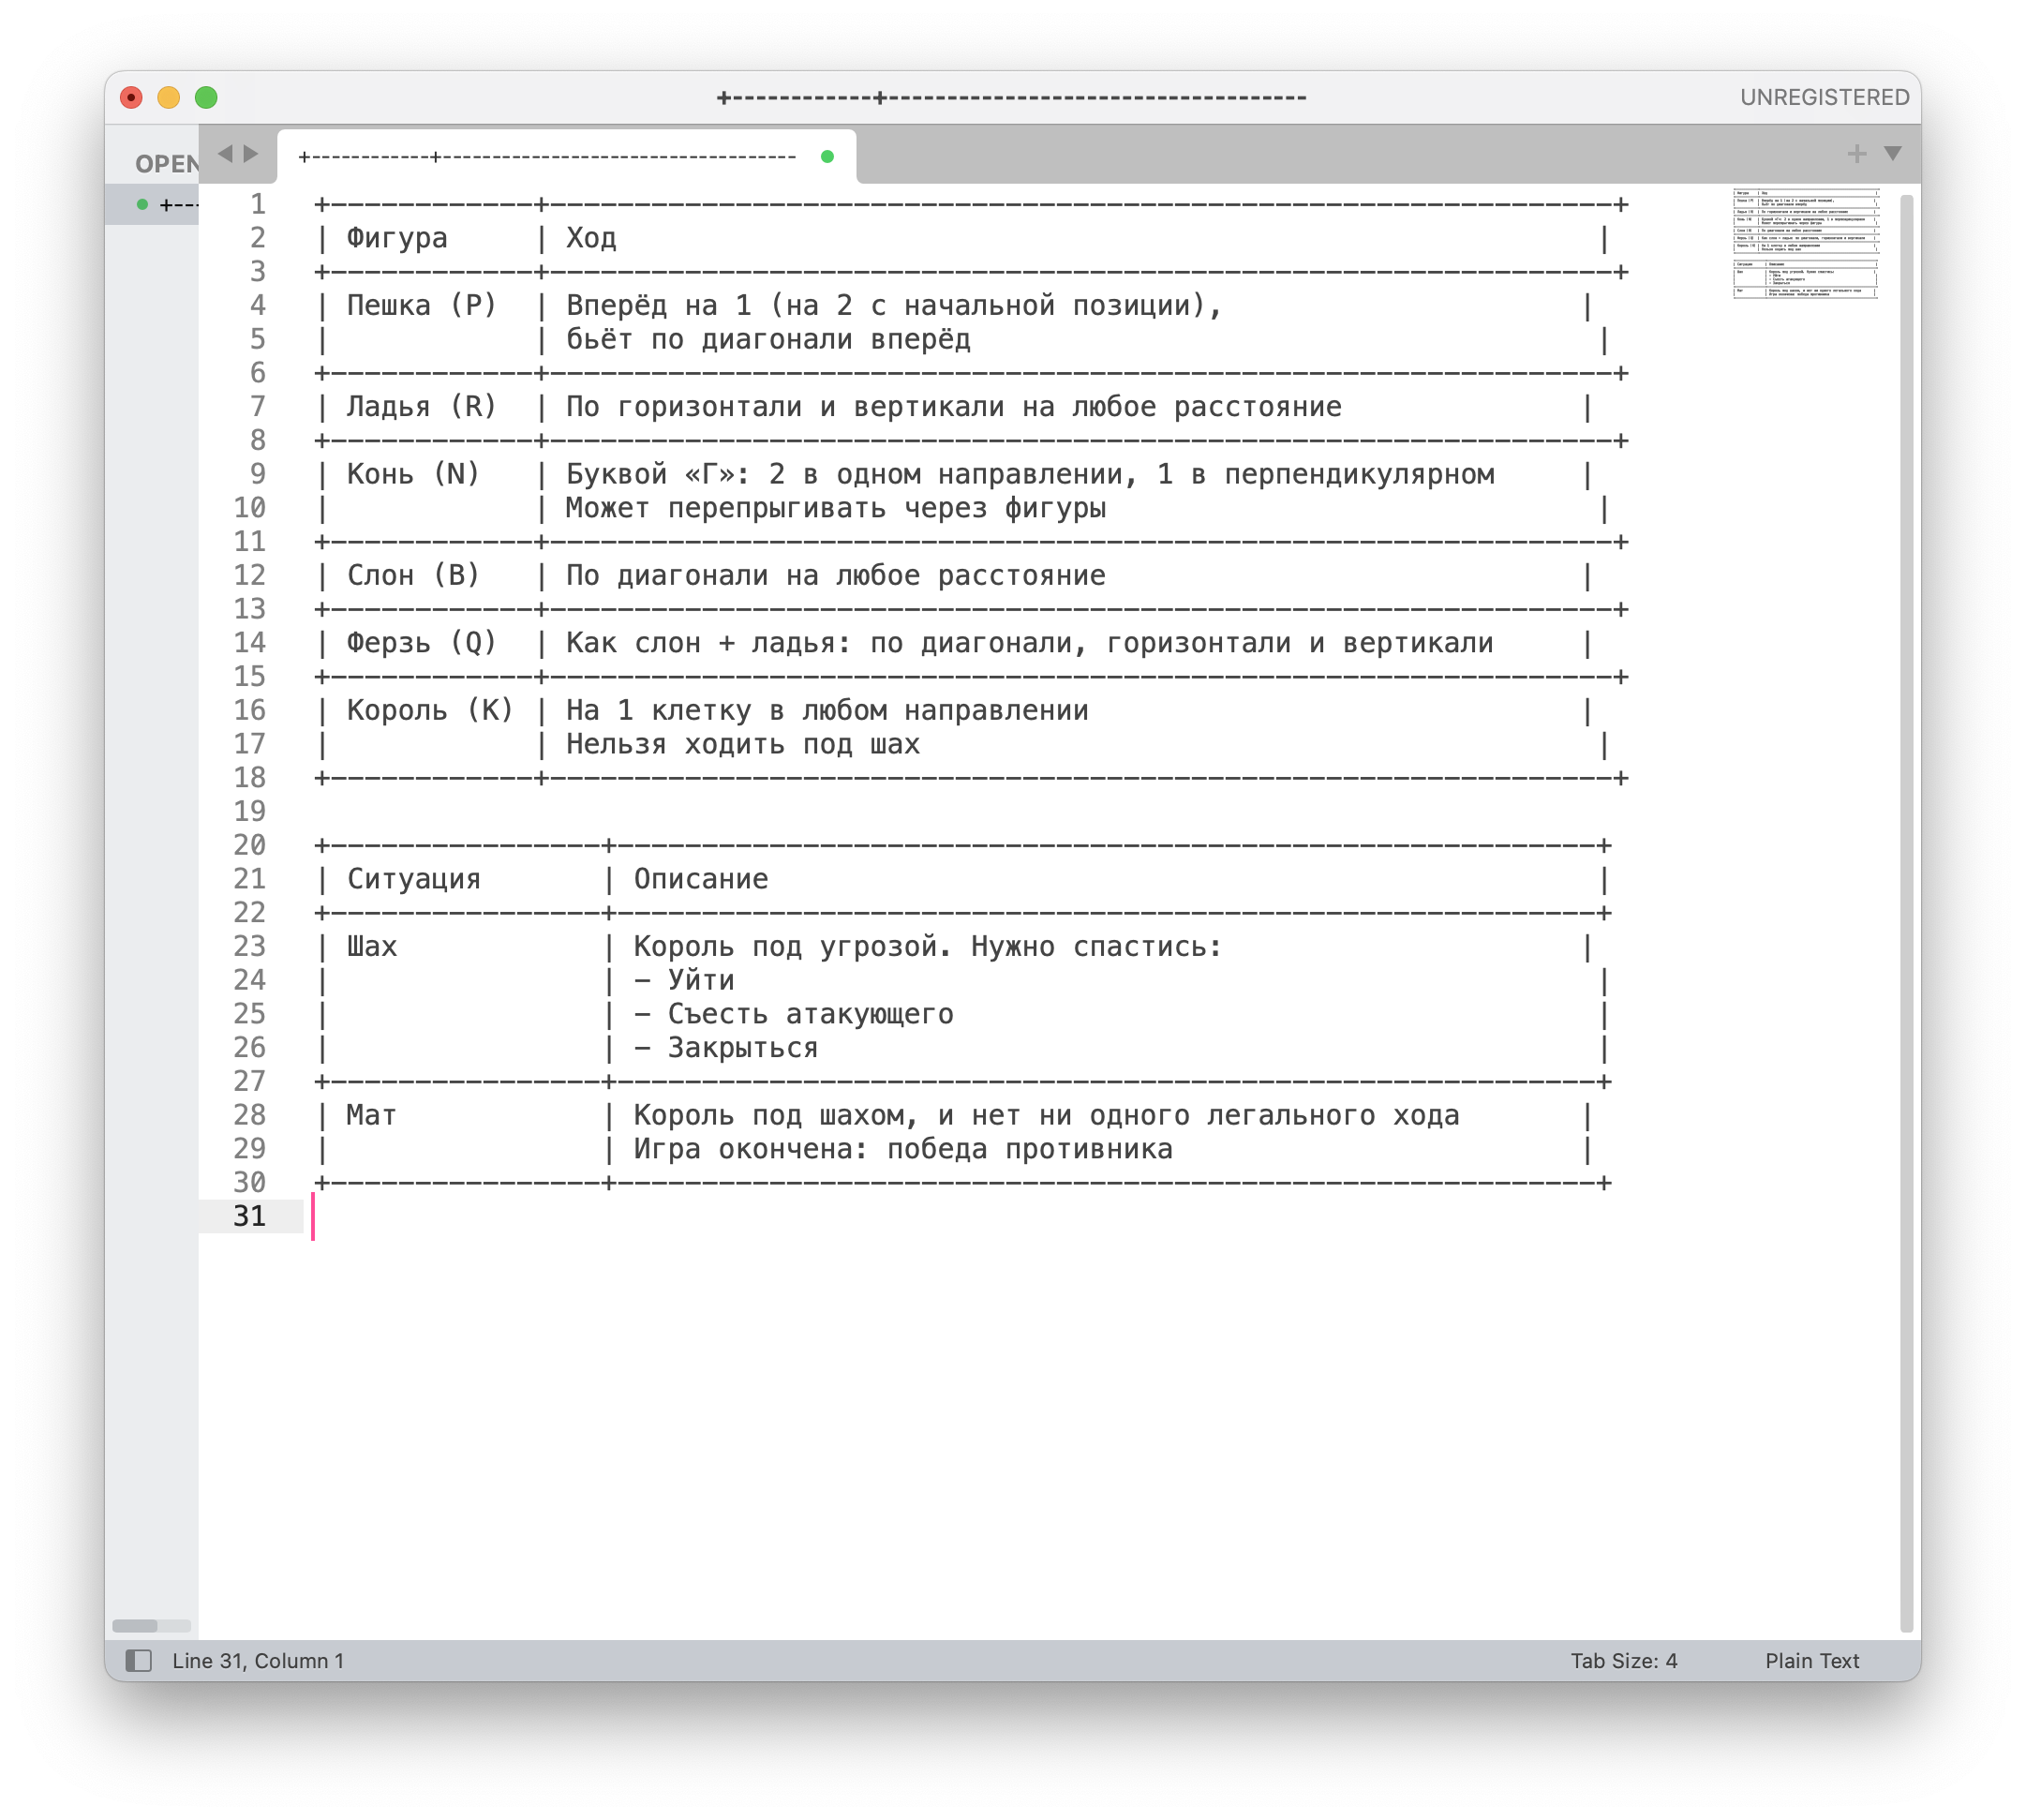 +------------+---------------------------------
UNREGISTERED
OPEN
+------------+---------------------------------
+---
1 +------------+---------------------------------------------------------------+
2 | Фигура     | Ход                                                          |
3 +------------+---------------------------------------------------------------+
4 | Пешка (P)  | Вперёд на 1 (на 2 с начальной позиции),                     |
5 |            | бьёт по диагонали вперёд                                     |
6 +------------+---------------------------------------------------------------+
7 | Ладья (R)  | По горизонтали и вертикали на любое расстояние              |
8 +------------+---------------------------------------------------------------+
9 | Конь (N)   | Буквой «Г»: 2 в одном направлении, 1 в перпендикулярном     |
10 |            | Может перепрыгивать через фигуры                             |
11 +------------+---------------------------------------------------------------+
12 | Слон (B)   | По диагонали на любое расстояние                            |
13 +------------+---------------------------------------------------------------+
14 | Ферзь (Q)  | Как слон + ладья: по диагонали, горизонтали и вертикали     |
15 +------------+---------------------------------------------------------------+
16 | Король (K) | На 1 клетку в любом направлении                             |
17 |            | Нельзя ходить под шах                                        |
18 +------------+---------------------------------------------------------------+
19
20 +----------------+----------------------------------------------------------+
21 | Ситуация       | Описание                                                 |
22 +----------------+----------------------------------------------------------+
23 | Шах            | Король под угрозой. Нужно спастись:                     |
24 |                | - Уйти                                                   |
25 |                | - Съесть атакующего                                      |
26 |                | - Закрыться                                              |
27 +----------------+----------------------------------------------------------+
28 | Мат            | Король под шахом, и нет ни одного легального хода       |
29 |                | Игра окончена: победа противника                        |
30 +----------------+----------------------------------------------------------+
31
Line 31, Column 1
Tab Size: 4
Plain Text